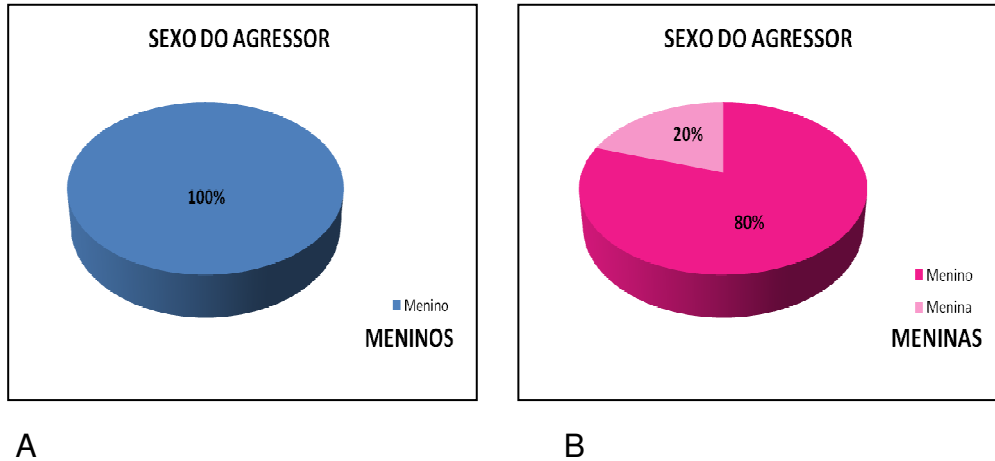 SEXO DO AGRESSOR
100%
Menino
MENINOS
A
SEXO DO AGRESSOR
20%
80%
Menino
Menina
MENINAS
B